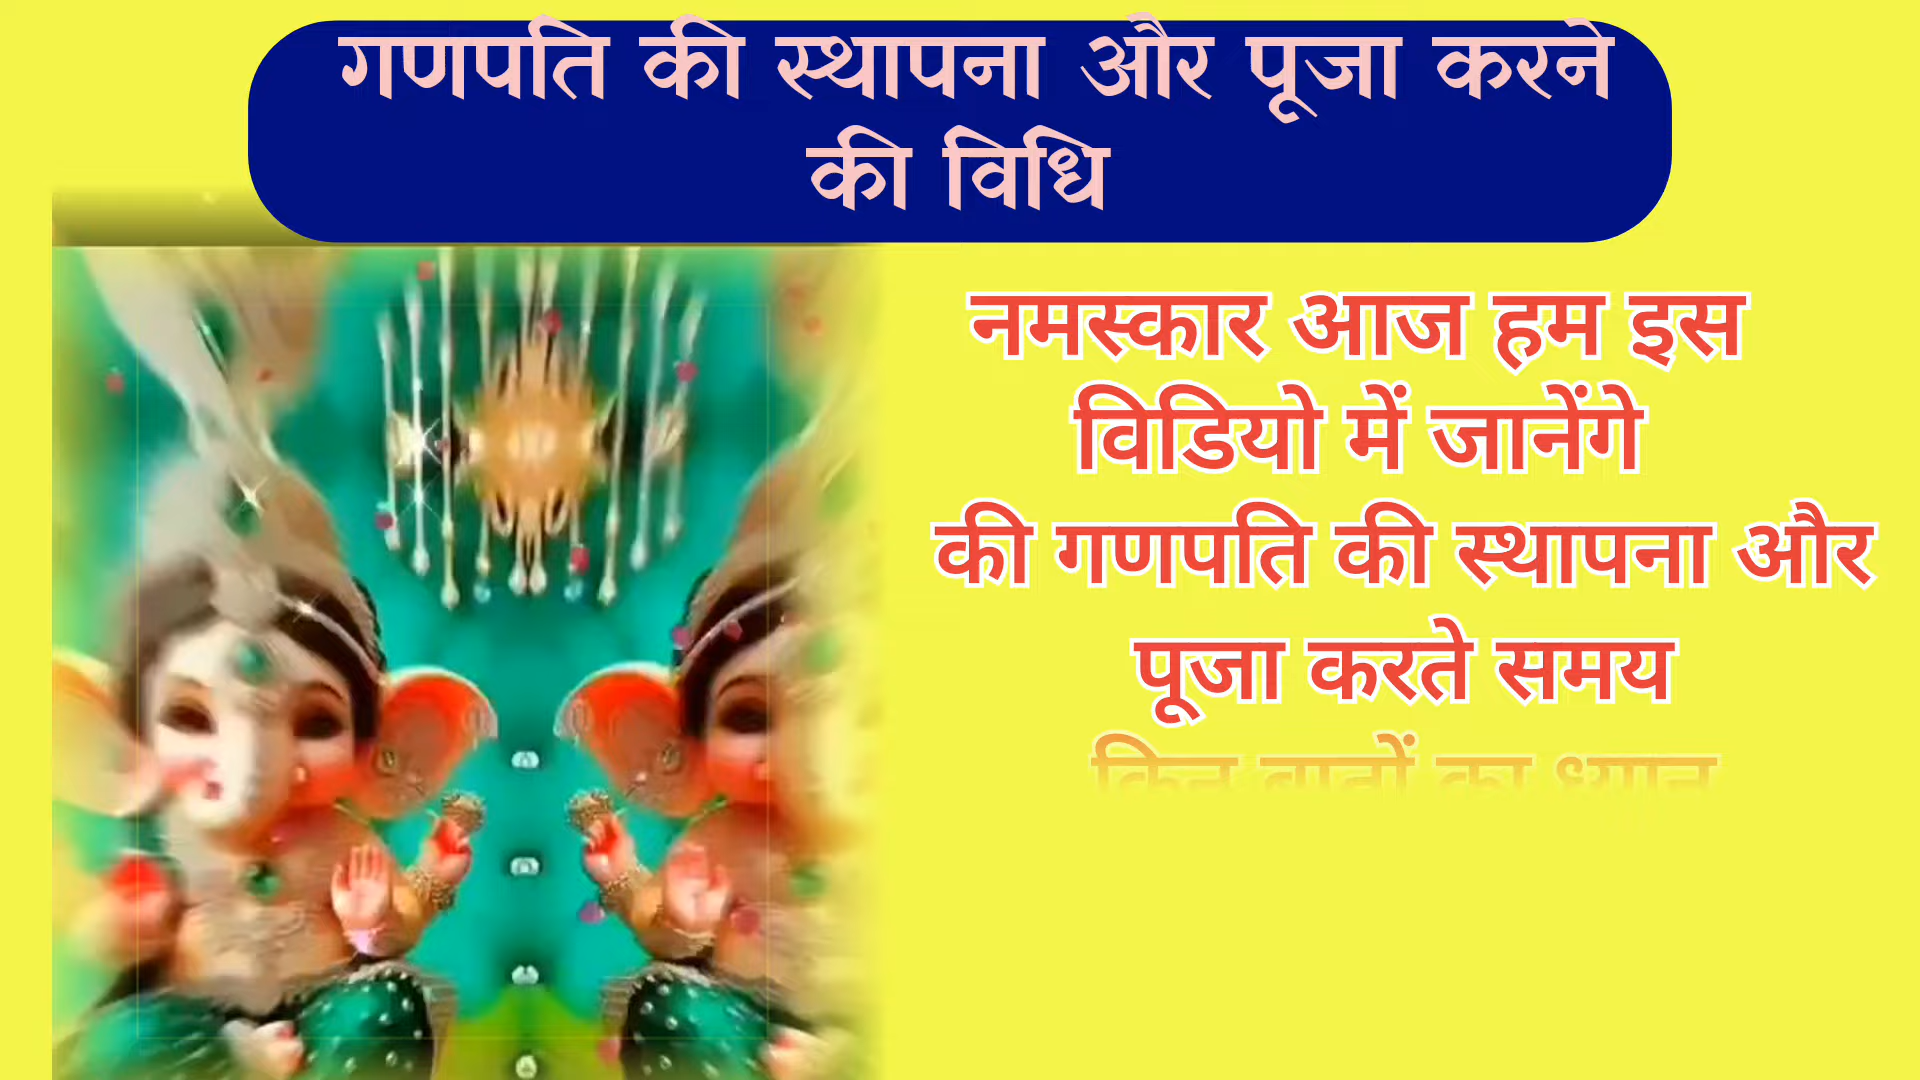 गणपति की स्थापना और पूजा करने
की विधि
नमस्कार आज हम इस
विडियो में जानेंगे
की गणपति की स्थापना और
पूजा करते समय
किन बातों का ध्यान